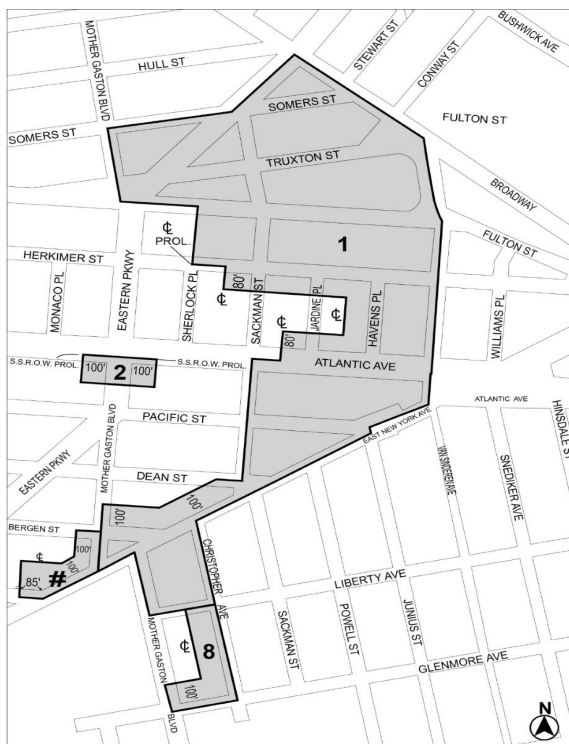 MOTHER GASTON BLVD
HULL ST
STEWART ST
CONWAY ST
BUSHWICK AVE
SOMERS ST
SOMERS ST
FULTON ST
TRUXTON ST
BROADWAY
FULTON ST
℄
PROL.
1
HERKIMER ST
MONACO PL
EASTERN PKWY
SHERLOCK PL
℄
80'
SACKMAN ST
℄
80'
JARDINE PL
℄
HAVENS PL
WILLIAMS PL
ATLANTIC AVE
S.S.R.O.W. PROL.
S.S.R.O.W. PROL.
100'
2
100'
PACIFIC ST
MOTHER GASTON BLVD
ATLANTIC AVE
EAST NEW YORK AVE
HINSDALE ST
EASTERN PKWY
DEAN ST
VAN SINDEREN AVE
SNEDIKER AVE
100'
100'
BERGEN ST
℄
100'
100'
85'
#
CHRISTOPHER AVE
LIBERTY AVE
MOTHER GASTON
BLVD
℄
8
100'
SACKMAN ST
POWELL ST
JUNIUS ST
GLENMORE AVE
N